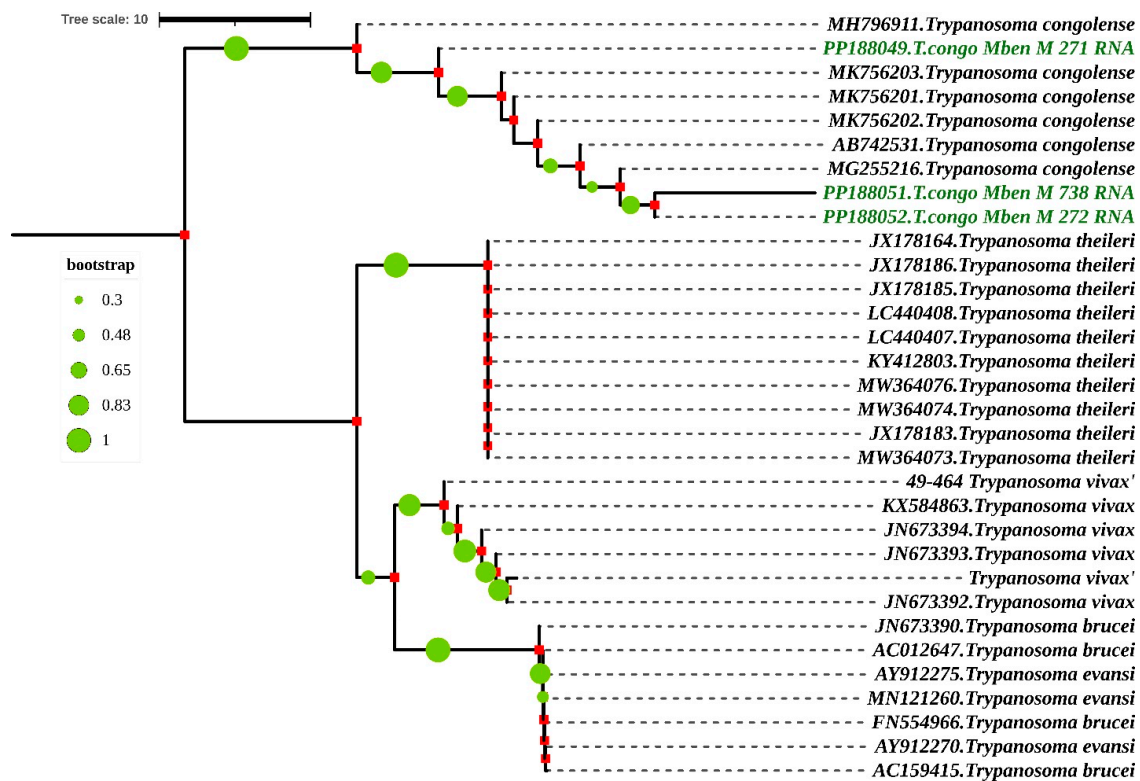 Tree scale: 10
MH796911.Trypanosoma congolense
PP188049.T.congo Mben M 271 RNA
MK756203.Trypanosoma congolense
MK756201.Trypanosoma congolense
MK756202.Trypanosoma congolense
AB742531.Trypanosoma congolense
MG255216.Trypanosoma congolense
PP188051.T.congo Mben M 738 RNA
PP188052.T.congo Mben M 272 RNA
JX178164.Trypanosoma theileri
JX178186.Trypanosoma theileri
JX178185.Trypanosoma theileri
LC440408.Trypanosoma theileri
LC440407.Trypanosoma theileri
KY412803.Trypanosoma theileri
MW364076.Trypanosoma theileri
MW364074.Trypanosoma theileri
JX178183.Trypanosoma theileri
MW364073.Trypanosoma theileri
49-464 Trypanosoma vivax'
KX584863.Trypanosoma vivax
JN673394.Trypanosoma vivax
JN673393.Trypanosoma vivax
Trypanosoma vivax'
JN673392.Trypanosoma vivax
JN673390.Trypanosoma brucei
AC012647.Trypanosoma brucei
AY912275.Trypanosoma evansi
MN121260.Trypanosoma evansi
FN554966.Trypanosoma brucei
AY912270.Trypanosoma evansi
AC159415.Trypanosoma brucei
bootstrap
0.3
0.48
0.65
0.83
1